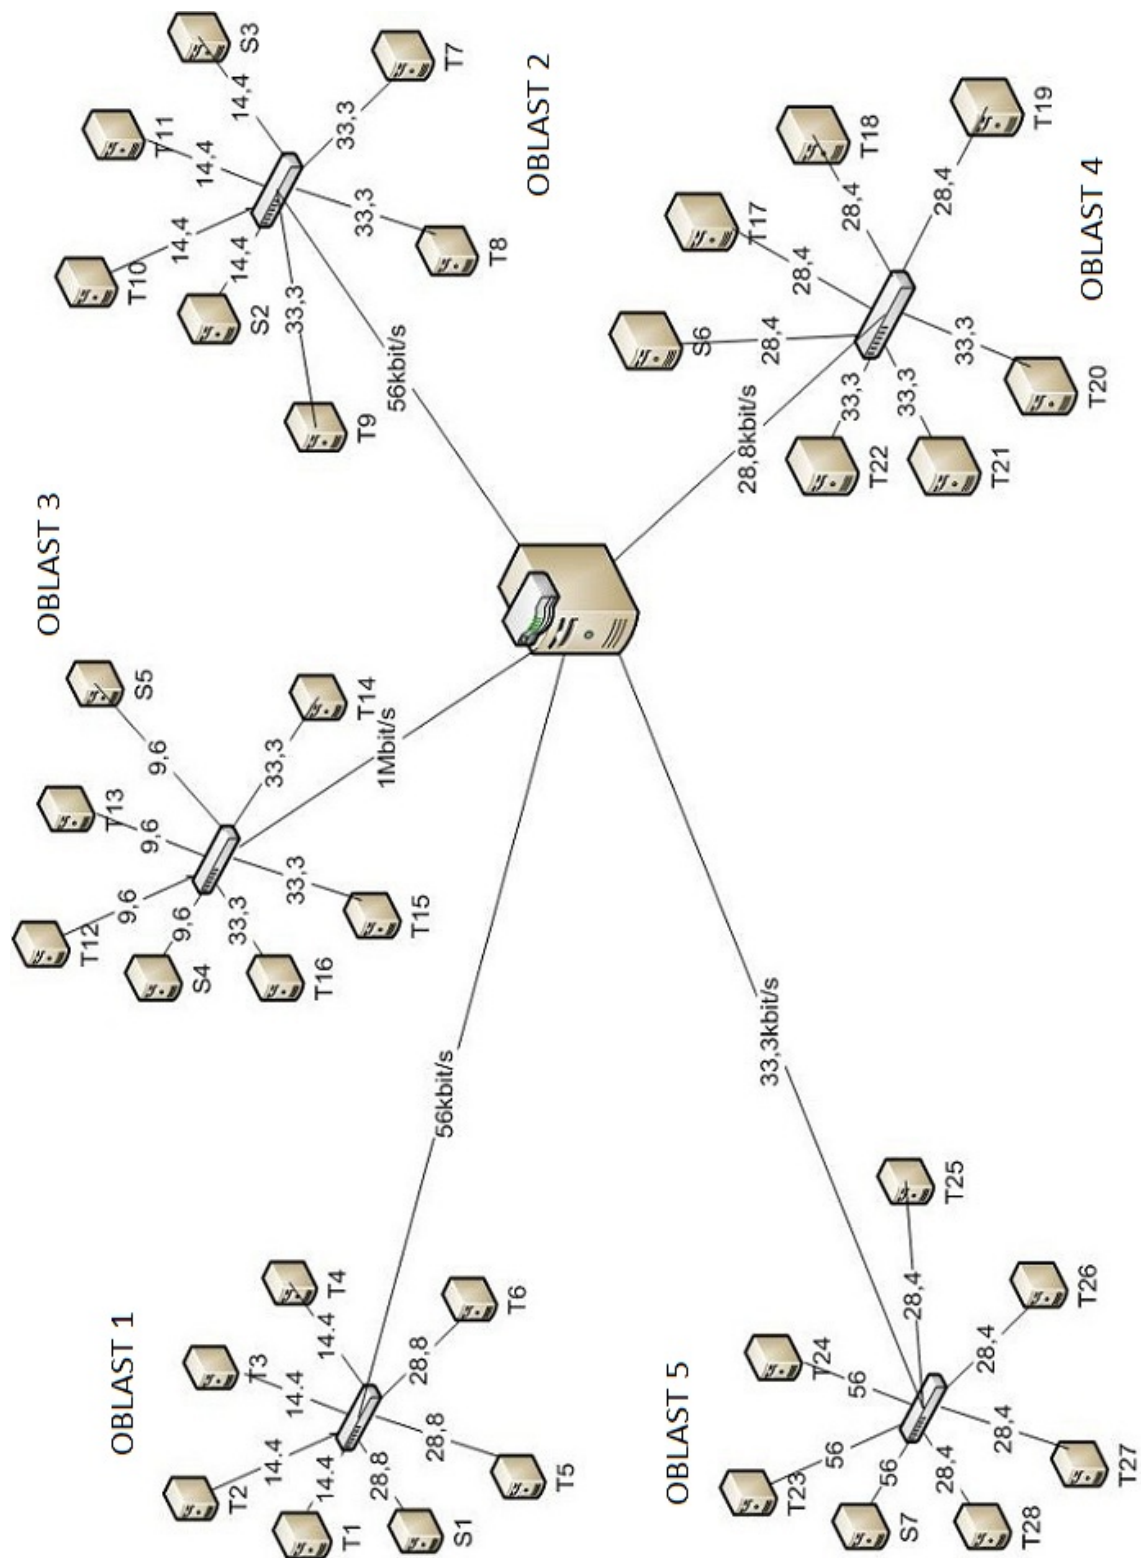 OBLAST 1
T1
14.4
T2
14.4
T3
14.4
T4
14.4
S1
28,8
T5
28,8
T6
28,8
56kbit/s
OBLAST 3
T12
9,6
T13
9,6
S5
9,6
S4
9,6
T16
33,3
T15
33,3
T14
33,3
1Mbit/s
OBLAST 2
T10
14,4
T11
14,4
S3
14,4
S2
14,4
T9
33,3
T8
33,3
T7
33,3
56kbit/s
OBLAST 5
T23
56
T24
56
S7
56
T28
28,4
T27
28,4
T26
28,4
T25
28,4
33,3kbit/s
OBLAST 4
S6
28,4
T17
28,4
T18
28,4
T19
28,4
T22
33,3
T21
33,3
T20
33,3
28,8kbit/s